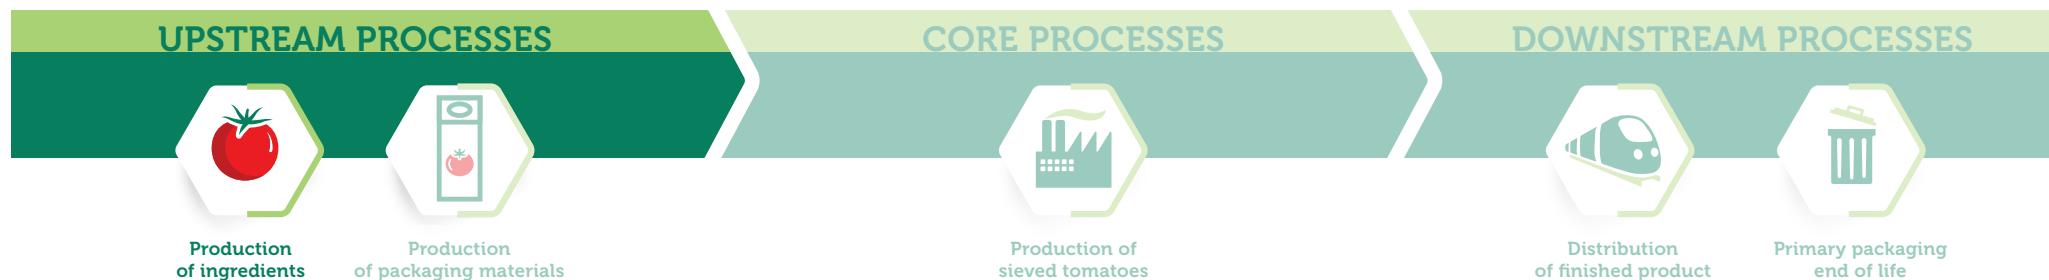 UPSTREAM PROCESSES
CORE PROCESSES
DOWNSTREAM PROCESSES
Production
of ingredients
Production
of packaging materials
Production of
sieved tomatoes
Distribution
of finished product
Primary packaging
end of life